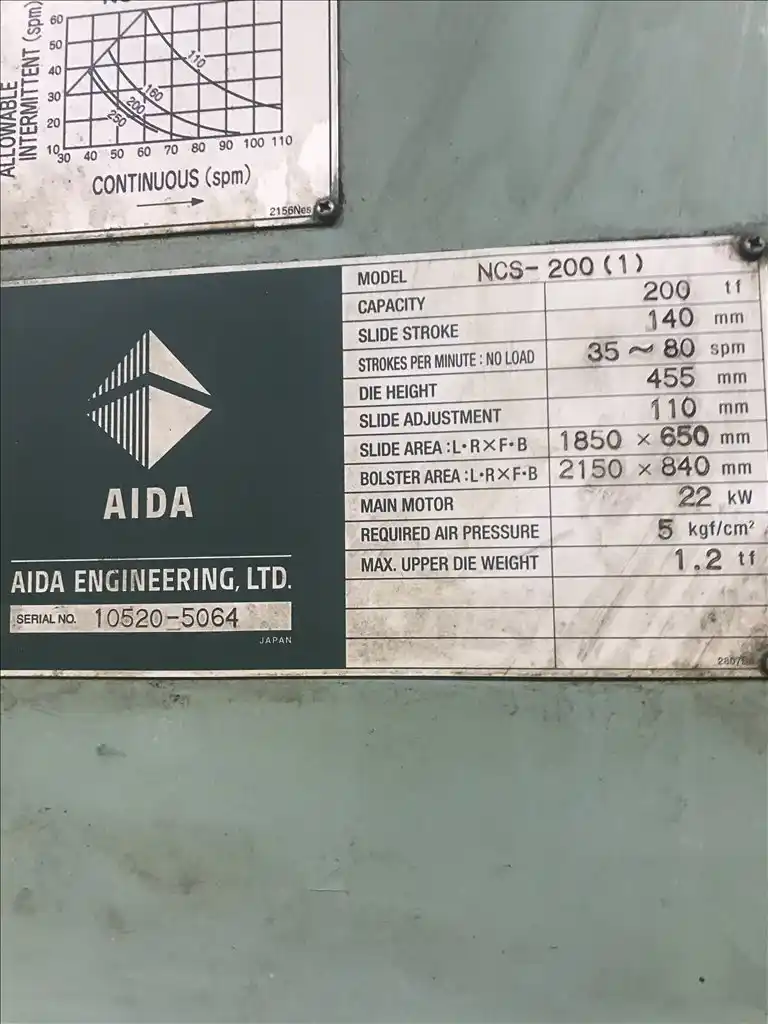 ALLOWABLE
INTERMITTENT (spm)
60
50
40
30
20
10
110
160
200
250
30 40 50 60 70 80 90 100 110
CONTINUOUS (spm)
2156Nes
MODEL NCS-200(1)
CAPACITY 200 tf
SLIDE STROKE 140 mm
STROKES PER MINUTE : NO LOAD 35~80 spm
DIE HEIGHT 455 mm
SLIDE ADJUSTMENT 110 mm
SLIDE AREA : L·R×F·B 1850 × 650 mm
BOLSTER AREA : L·R×F·B 2150 × 840 mm
MAIN MOTOR 22 kW
REQUIRED AIR PRESSURE 5 kgf/cm²
MAX. UPPER DIE WEIGHT 1.2 tf
AIDA
AIDA ENGINEERING, LTD.
SERIAL NO. 10520-5064
JAPAN